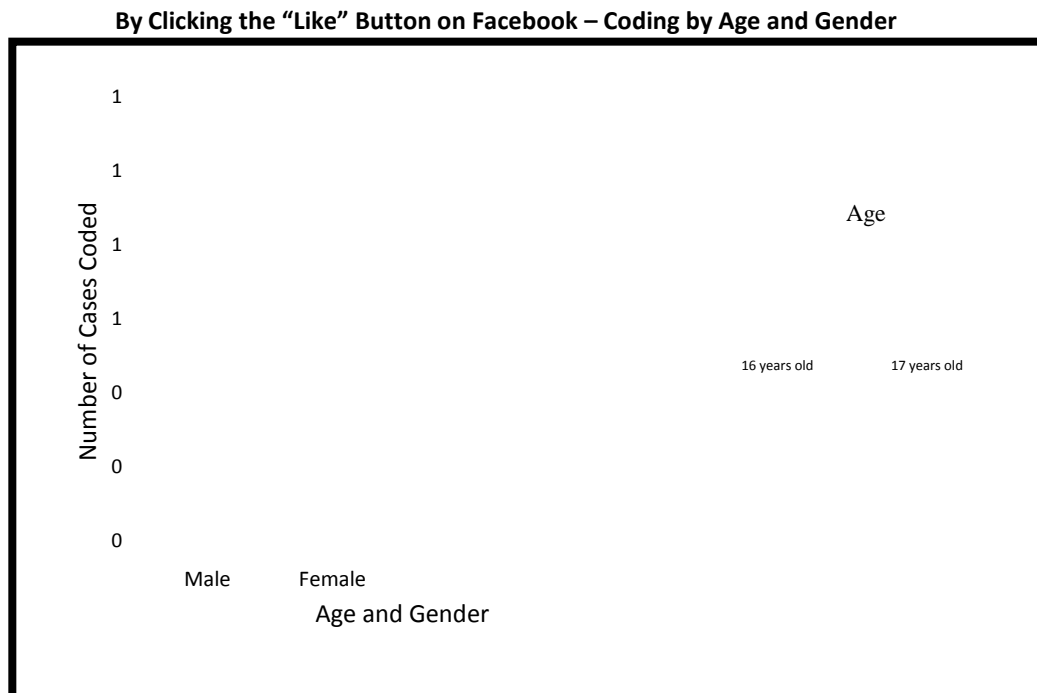 By Clicking the “Like” Button on Facebook – Coding by Age and Gender
1
1
1
1
0
0
0
Number of Cases Coded
Age
16 years old 17 years old
Male Female
Age and Gender